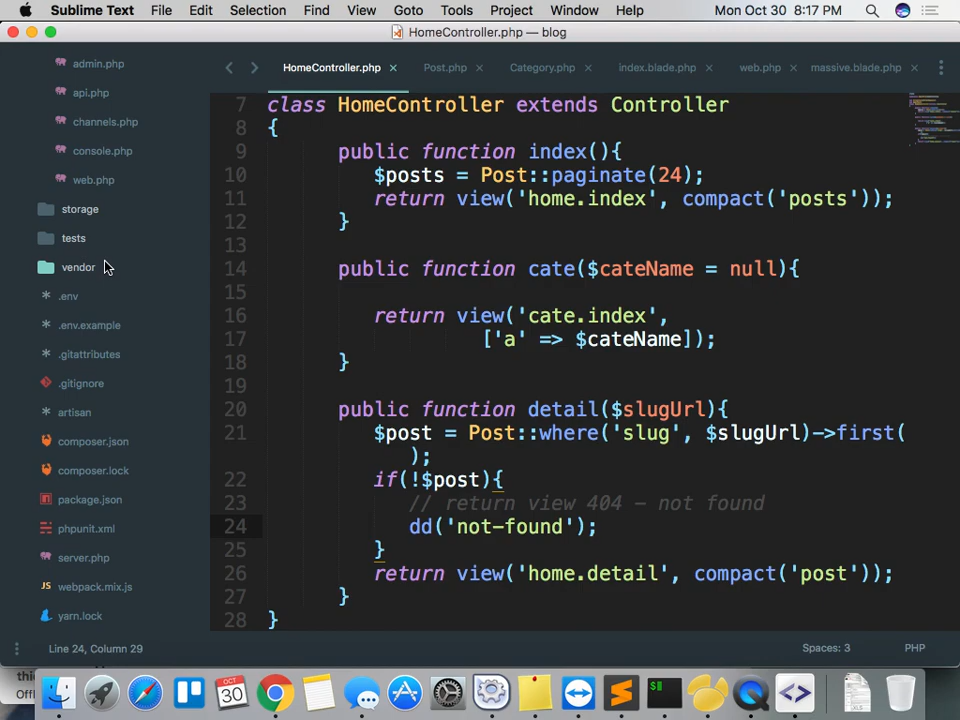 Sublime Text File Edit Selection Find View Goto Tools Project Window Help Mon Oct 30 8:17 PM
HomeController.php — blog
admin.php
api.php
channels.php
console.php
web.php
storage
tests
vendor
.env
.env.example
.gitattributes
.gitignore
artisan
composer.json
composer.lock
package.json
phpunit.xml
server.php
JS webpack.mix.js
yarn.lock
HomeController.php × Post.php × Category.php × index.blade.php × web.php × massive.blade.php ×
7 class HomeController extends Controller
8 {
9 public function index(){
10 $posts = Post::paginate(24);
11 return view('home.index', compact('posts'));
12 }
13
14 public function cate($cateName = null){
15
16 return view('cate.index',
17 ['a' => $cateName]);
18 }
19
20 public function detail($slugUrl){
21 $post = Post::where('slug', $slugUrl)->first(
);
22 if(!$post){
23 // return view 404 - not found
24 dd('not-found');
25 }
26 return view('home.detail', compact('post'));
27 }
28 }
Line 24, Column 29 Spaces: 3 PHP
OCT
30